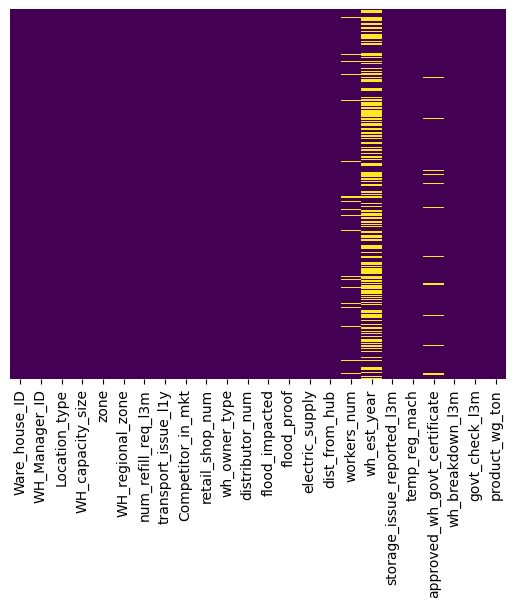 Ware_house_ID
WH_Manager_ID
Location_type
WH_capacity_size
zone
WH_regional_zone
num_refill_req_l3m
transport_issue_l1y
Competitor_in_mkt
retail_shop_num
wh_owner_type
distributor_num
flood_impacted
flood_proof
electric_supply
dist_from_hub
workers_num
wh_est_year
storage_issue_reported_l3m
temp_reg_mach
approved_wh_govt_certificate
wh_breakdown_l3m
govt_check_l3m
product_wg_ton